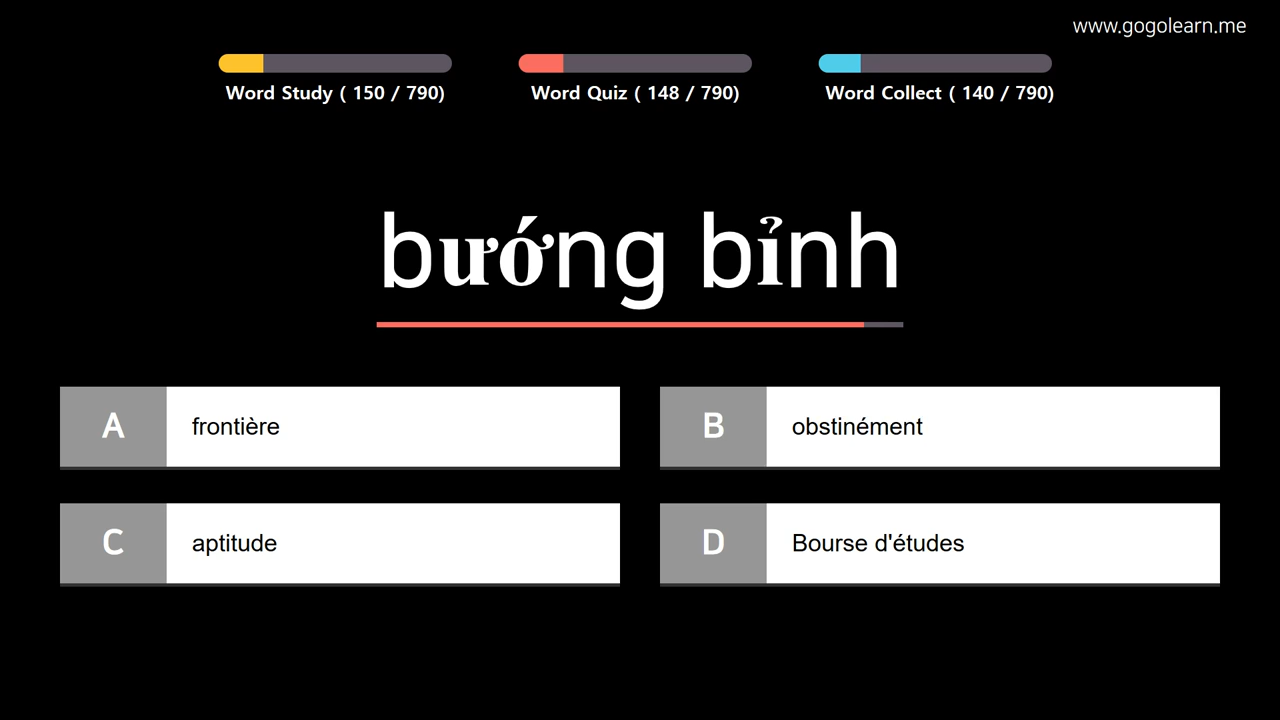 www.gogolearn.me
Word Study ( 150 / 790)
Word Quiz ( 148 / 790)
Word Collect ( 140 / 790)
bướng bỉnh
A frontière
B obstinément
C aptitude
D Bourse d'études